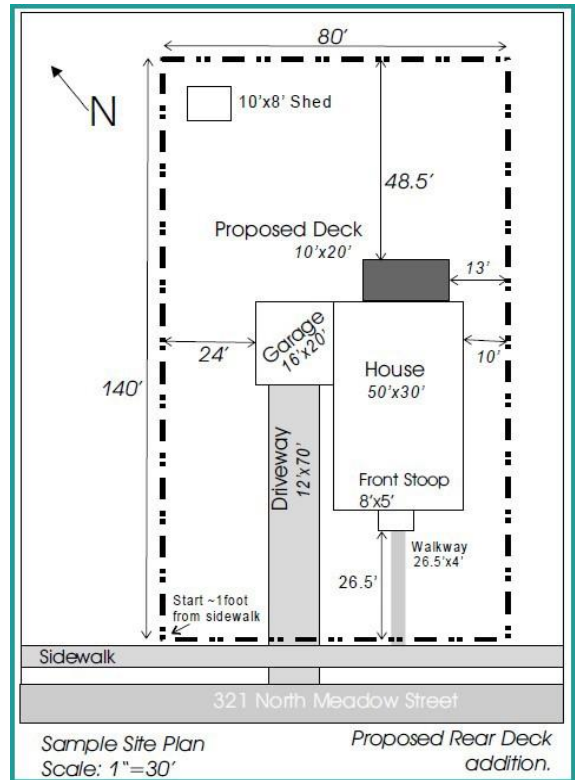 80'
N
10'x8' Shed
48.5'
Proposed Deck
10'x20'
13'
Garage
16'x20'
24'
House
50'x30'
10'
140'
Driveway
12'x70'
Front Stoop
8'x5'
Walkway
26.5'x4'
26.5'
Start ~1foot
from sidewalk
Sidewalk
321 North Meadow Street
Sample Site Plan
Scale: 1"=30'
Proposed Rear Deck
addition.